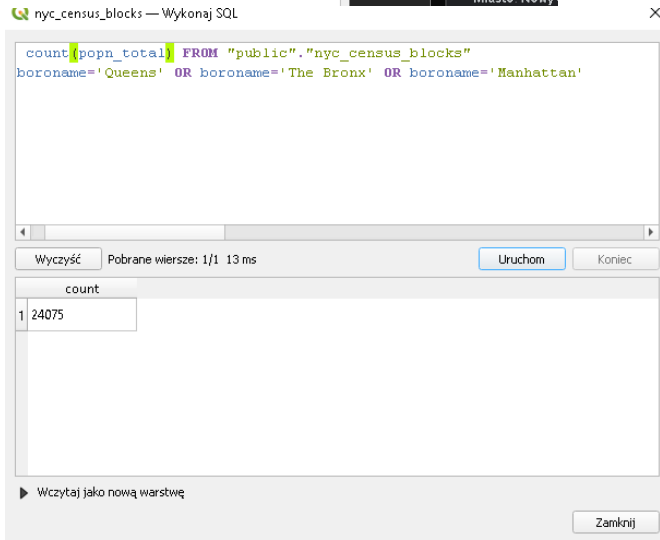 nyc_census_blocks — Wykonaj SQL
count(popn_total) FROM "public"."nyc_census_blocks"
boroname='Queens' OR boroname='The Bronx' OR boroname='Manhattan'
Wyczyść Pobrane wiersze: 1/1 13 ms Uruchom Koniec
count
1 24075
Wczytaj jako nową warstwę
Zamknij